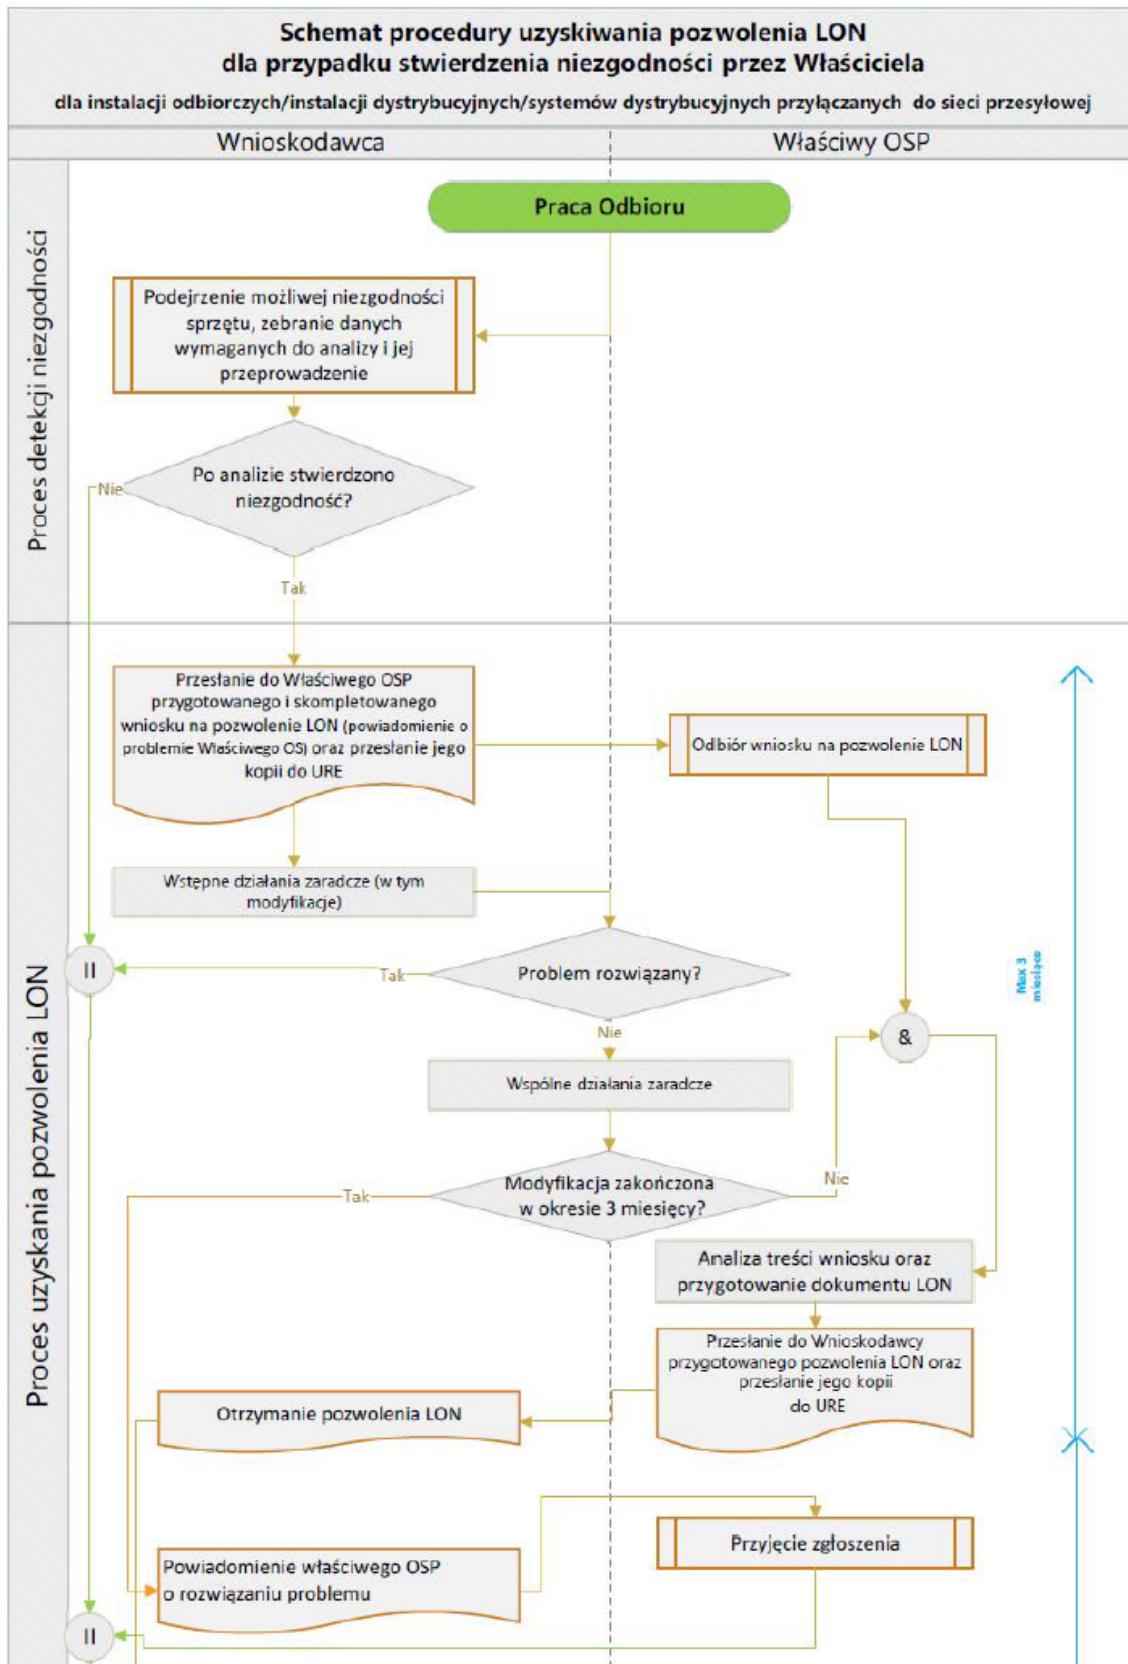 Schemat procedury uzyskiwania pozwolenia LON
dla przypadku stwierdzenia niezgodności przez Właściciela
dla instalacji odbiorczych/instalacji dystrybucyjnych/systemów dystrybucyjnych przyłączanych do sieci przesyłowej
Wnioskodawca
Właściwy OSP
Proces detekcji niezgodności
Praca Odbioru
Podejrzenie możliwej niezgodności
sprzętu, zebranie danych
wymaganych do analizy i jej
przeprowadzenie
Po analizie stwierdzono
niezgodność?
Nie
Tak
Proces uzyskania pozwolenia LON
Przesłanie do Właściwego OSP
przygotowanego i skompletowanego
wniosku na pozwolenie LON (powiadomienie o
problemie Właściwego OS) oraz przesłanie jego
kopii do URE
Odbiór wniosku na pozwolenie LON
Wstępne działania zaradcze (w tym
modyfikacje)
II
Tak
Problem rozwiązany?
Max 3
miesiące
Nie
&
Wspólne działania zaradcze
Modyfikacja zakończona
w okresie 3 miesięcy?
Tak
Nie
Analiza treści wniosku oraz
przygotowanie dokumentu LON
Przesłanie do Wnioskodawcy
przygotowanego pozwolenia LON oraz
przesłanie jego kopii
do URE
Otrzymanie pozwolenia LON
Przyjęcie zgłoszenia
Powiadomienie właściwego OSP
o rozwiązaniu problemu
II